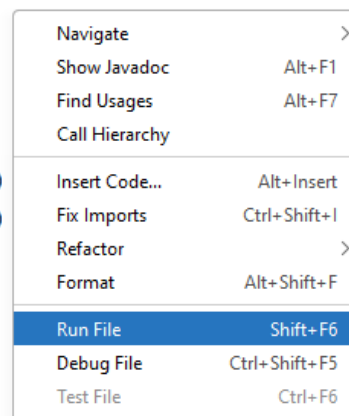 Navigate
Show Javadoc Alt+F1
Find Usages Alt+F7
Call Hierarchy
Insert Code... Alt+Insert
Fix Imports Ctrl+Shift+I
Refactor
Format Alt+Shift+F
Run File Shift+F6
Debug File Ctrl+Shift+F5
Test File Ctrl+F6